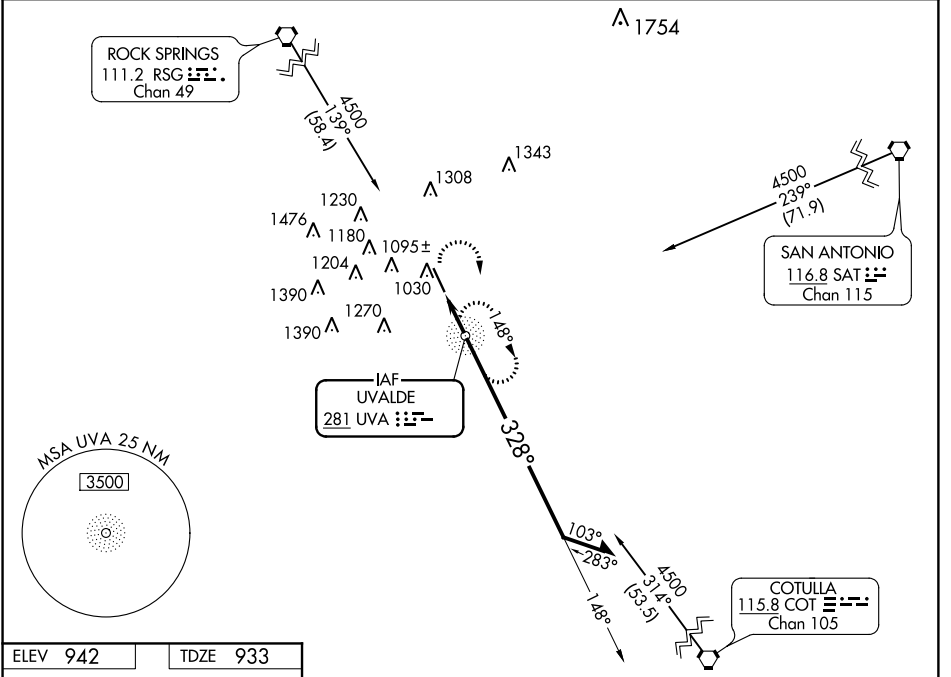 1754
ROCK SPRINGS
111.2 RSG
Chan 49
4500
139°
(58.4)
1343
1308
4500
239°
(71.9)
1230
1476
1180
1095±
1204
1030
SAN ANTONIO
116.8 SAT
Chan 115
1390
1270
1390
148°
IAF
UVALDE
281 UVA
328°
MSA UVA 25 NM
3500
103°
283°
4500
314°
(53.5)
148°
COTULLA
115.8 COT
Chan 105
ELEV 942
TDZE 933